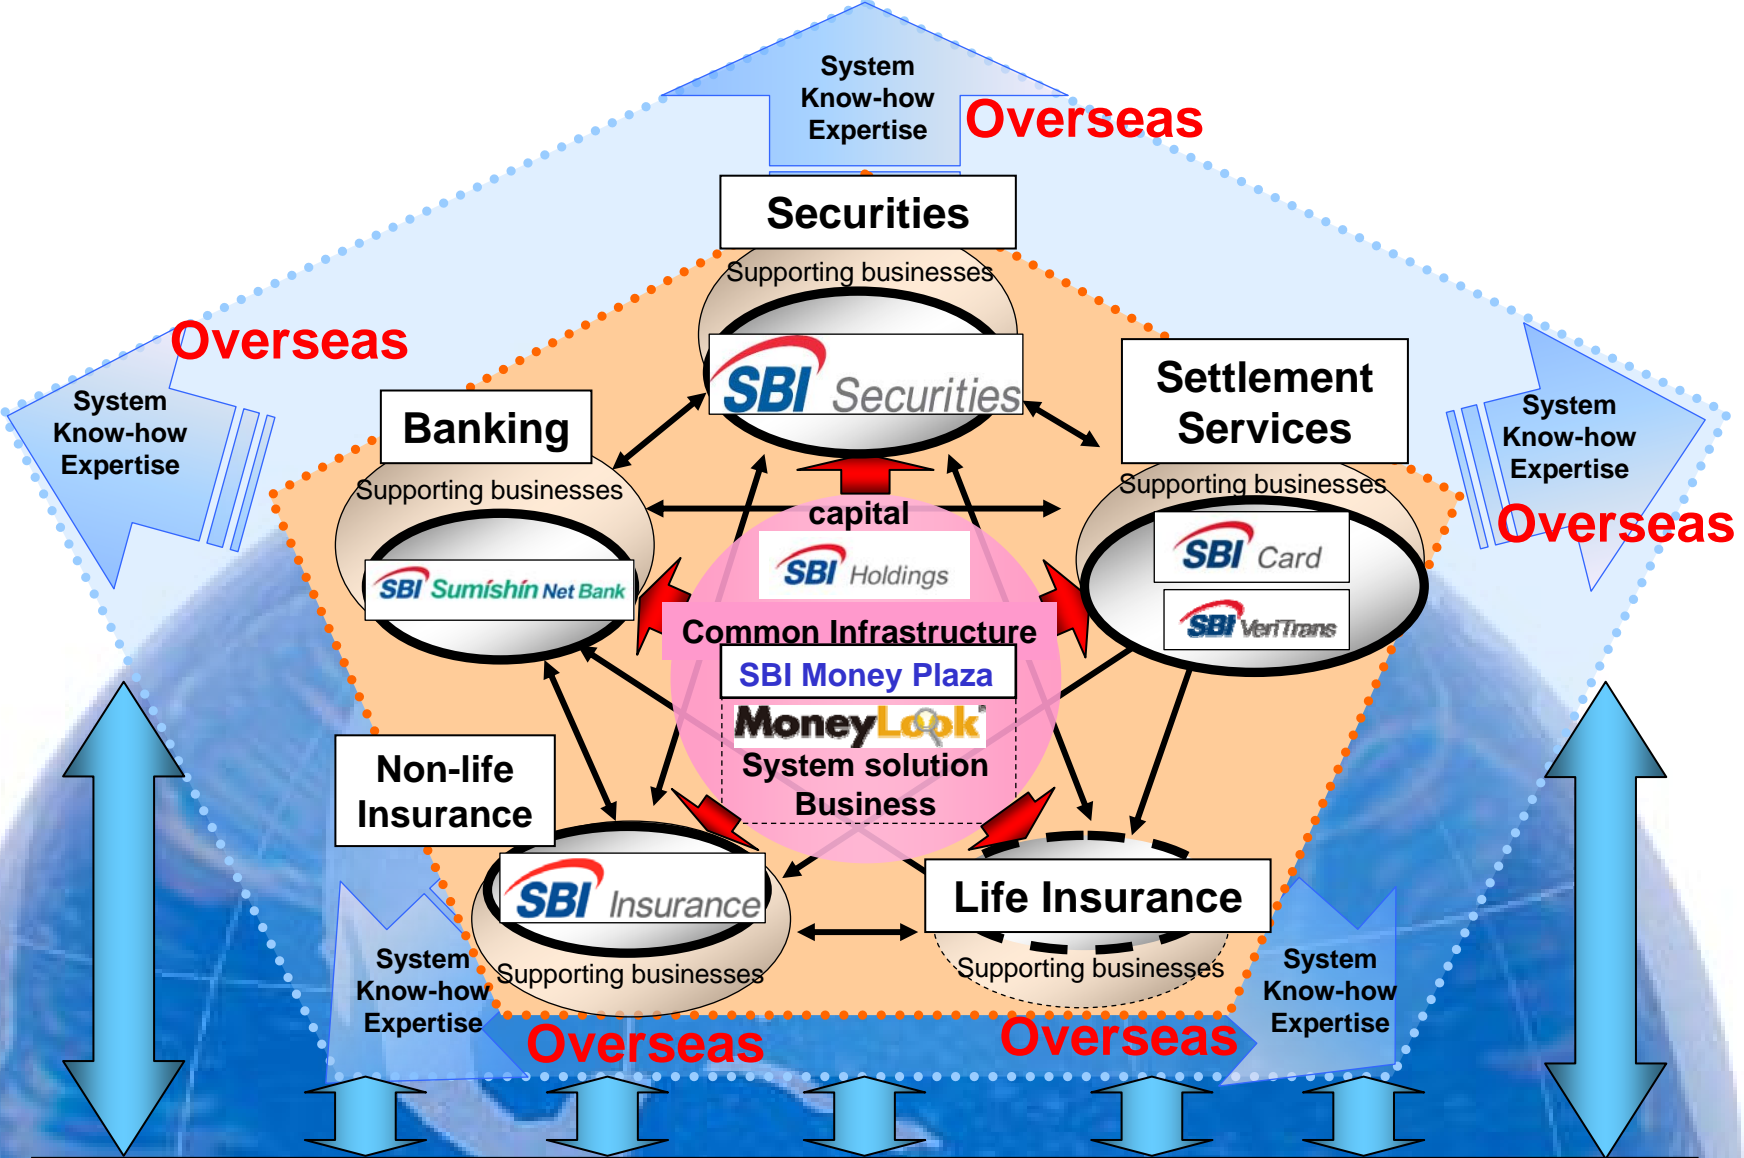 System
Know-how
Expertise
Overseas
Securities
Supporting businesses
SBI Securities
Overseas
System
Know-how
Expertise
Banking
Supporting businesses
SBI Sumishin Net Bank
Settlement
Services
Supporting businesses
SBI Card
SBI VeriTrans
System
Know-how
Expertise
Overseas
capital
SBI Holdings
Common Infrastructure
SBI Money Plaza
MoneyLook
System solution
Business
Non-life
Insurance
SBI Insurance
Supporting businesses
Life Insurance
Supporting businesses
System
Know-how
Expertise
Overseas
Overseas
System
Know-how
Expertise